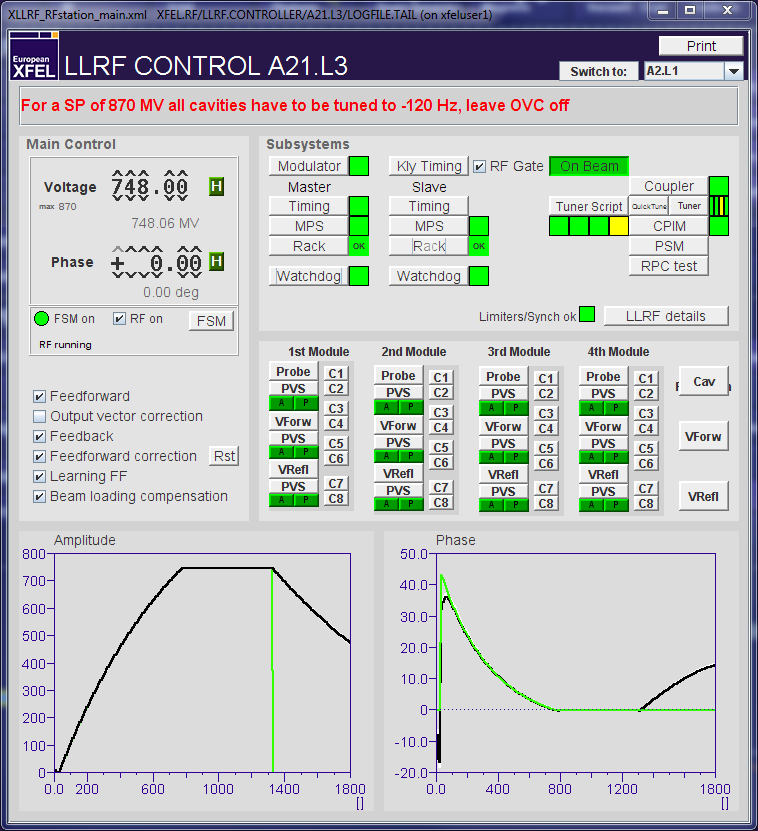 XLLRF_RFstation_main.xml XFEL.RF/LLRF.CONTROLLER/A21.L3/LOGFILE.TAIL (on xfeluser1)
European
XFEL
LLRF CONTROL A21.L3
Print
Switch to:
A2.L1
For a SP of 870 MV all cavities have to be tuned to -120 Hz, leave OVC off
Main Control
Voltage
748.00
H
max 870
748.06 MV
Phase
+ 0.00
H
0.00 deg
FSM on
RF on
FSM
RF running
Feedforward
Output vector correction
Feedback
Feedforward correction
Rst
Learning FF
Beam loading compensation
Subsystems
Modulator
Kly Timing
RF Gate
On Beam
Master
Slave
Coupler
Timing
Timing
Tuner Script
QuickTune
Tuner
MPS
MPS
CPIM
Rack
OK
Rack
OK
PSM
RPC test
Watchdog
Watchdog
Limiters/Synch ok
LLRF details
1st Module
2nd Module
3rd Module
4th Module
Probe
C1
PVS
C2
A P
C3
VForw
C4
PVS
C5
A P
C6
VRefl
PVS
C7
A P
C8
Probe
C1
PVS
C2
A P
C3
VForw
C4
PVS
C5
A P
C6
VRefl
PVS
C7
A P
C8
Probe
C1
PVS
C2
A P
C3
VForw
C4
PVS
C5
A P
C6
VRefl
PVS
C7
A P
C8
Probe
C1
PVS
C2
A P
C3
VForw
C4
PVS
C5
A P
C6
VRefl
PVS
C7
A P
C8
Cav
VForw
VRefl
Amplitude
800
700
600
500
400
300
200
100
0
0.0 200 600 1000 1400 1800
[]
Phase
50.0
40.0
30.0
20.0
10.0
0
-10.0
-20.0
0.0 400 800 1200 1800
[]